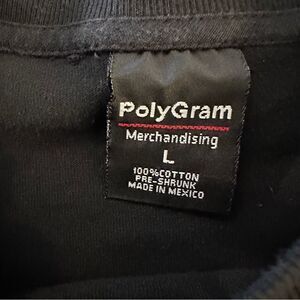 PolyGram
Merchandising
L
100%COTTON
PRE-SHRUNK
MADE IN MEXICO